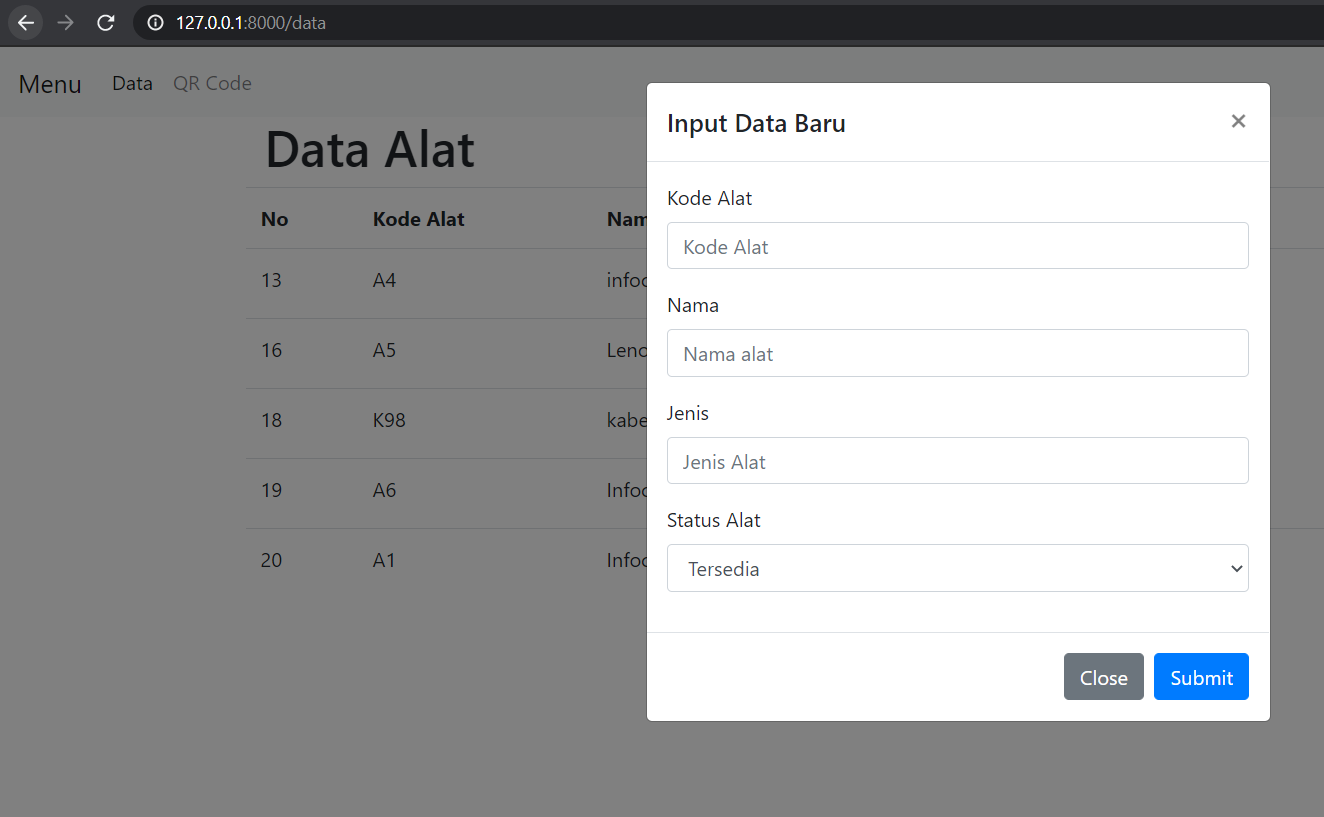 127.0.0.1:8000/data
Menu Data QR Code
Data Alat
No Kode Alat
13 A4
16 A5
18 K98
19 A6
20 A1
Input Data Baru ×
Kode Alat
Kode Alat
Nama
Nama alat
Jenis
Jenis Alat
Status Alat
Tersedia
Close Submit